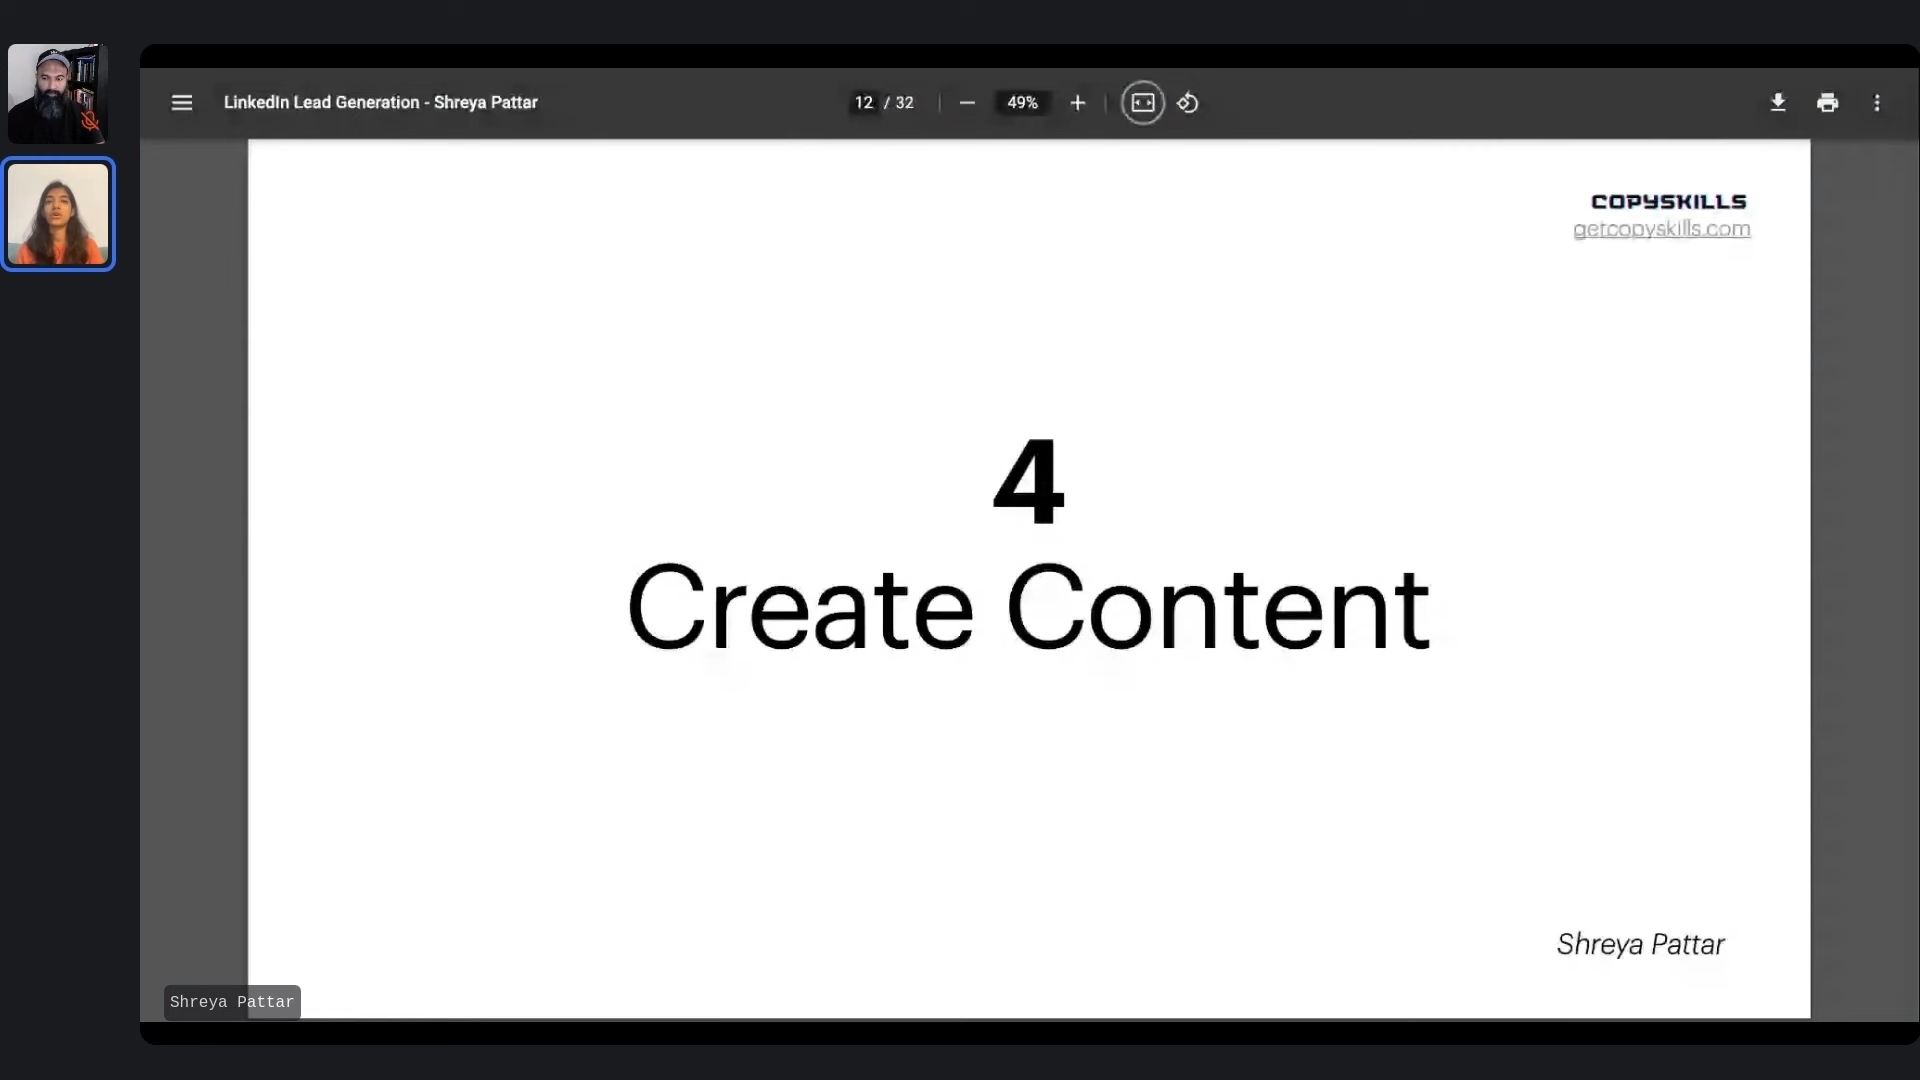 LinkedIn Lead Generation - Shreya Pattar
12 / 32
49%
COPYSKILLS
getcopyskills.com
4
Create Content
Shreya Pattar
Shreya Pattar